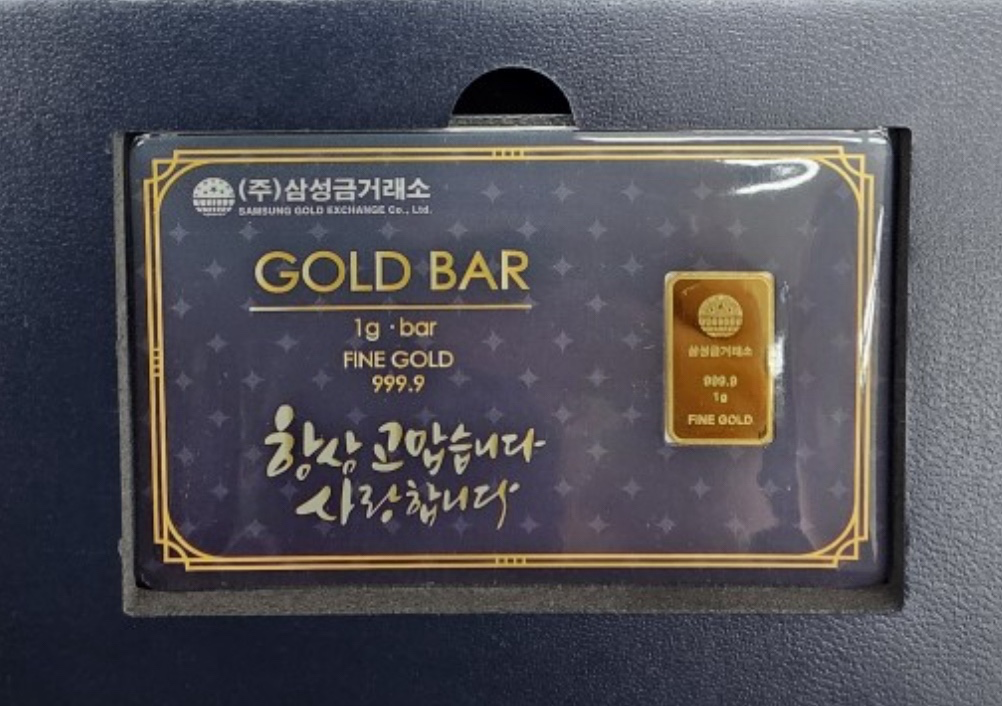 (주)삼성금거래소
SAMSUNG GOLD EXCHANGE Co., Ltd.
GOLD BAR
1g · bar
FINE GOLD
999.9
항상 고맙습니다
사랑합니다
삼성금거래소
999.9
1g
FINE GOLD